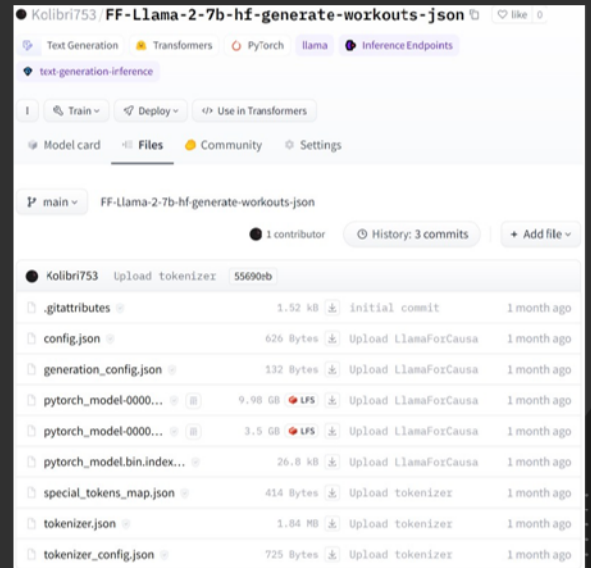 Kolibri753/FF-Llama-2-7b-hf-generate-workouts-json like 0
Text Generation Transformers PyTorch llama Inference Endpoints
text-generation-inference
Train Deploy </> Use in Transformers
Model card Files Community Settings
main FF-Llama-2-7b-hf-generate-workouts-json
1 contributor History: 3 commits + Add file
Kolibri753 Upload tokenizer 55690eb
.gitattributes 1.52 kB initial commit 1 month ago
config.json 626 Bytes Upload LlamaForCausa 1 month ago
generation_config.json 132 Bytes Upload LlamaForCausa 1 month ago
pytorch_model-0000... 9.98 GB LFS Upload LlamaForCausa 1 month ago
pytorch_model-0000... 3.5 GB LFS Upload LlamaForCausa 1 month ago
pytorch_model.bin.index... 26.8 kB Upload LlamaForCausa 1 month ago
special_tokens_map.json 414 Bytes Upload tokenizer 1 month ago
tokenizer.json 1.84 MB Upload tokenizer 1 month ago
tokenizer_config.json 725 Bytes Upload tokenizer 1 month ago